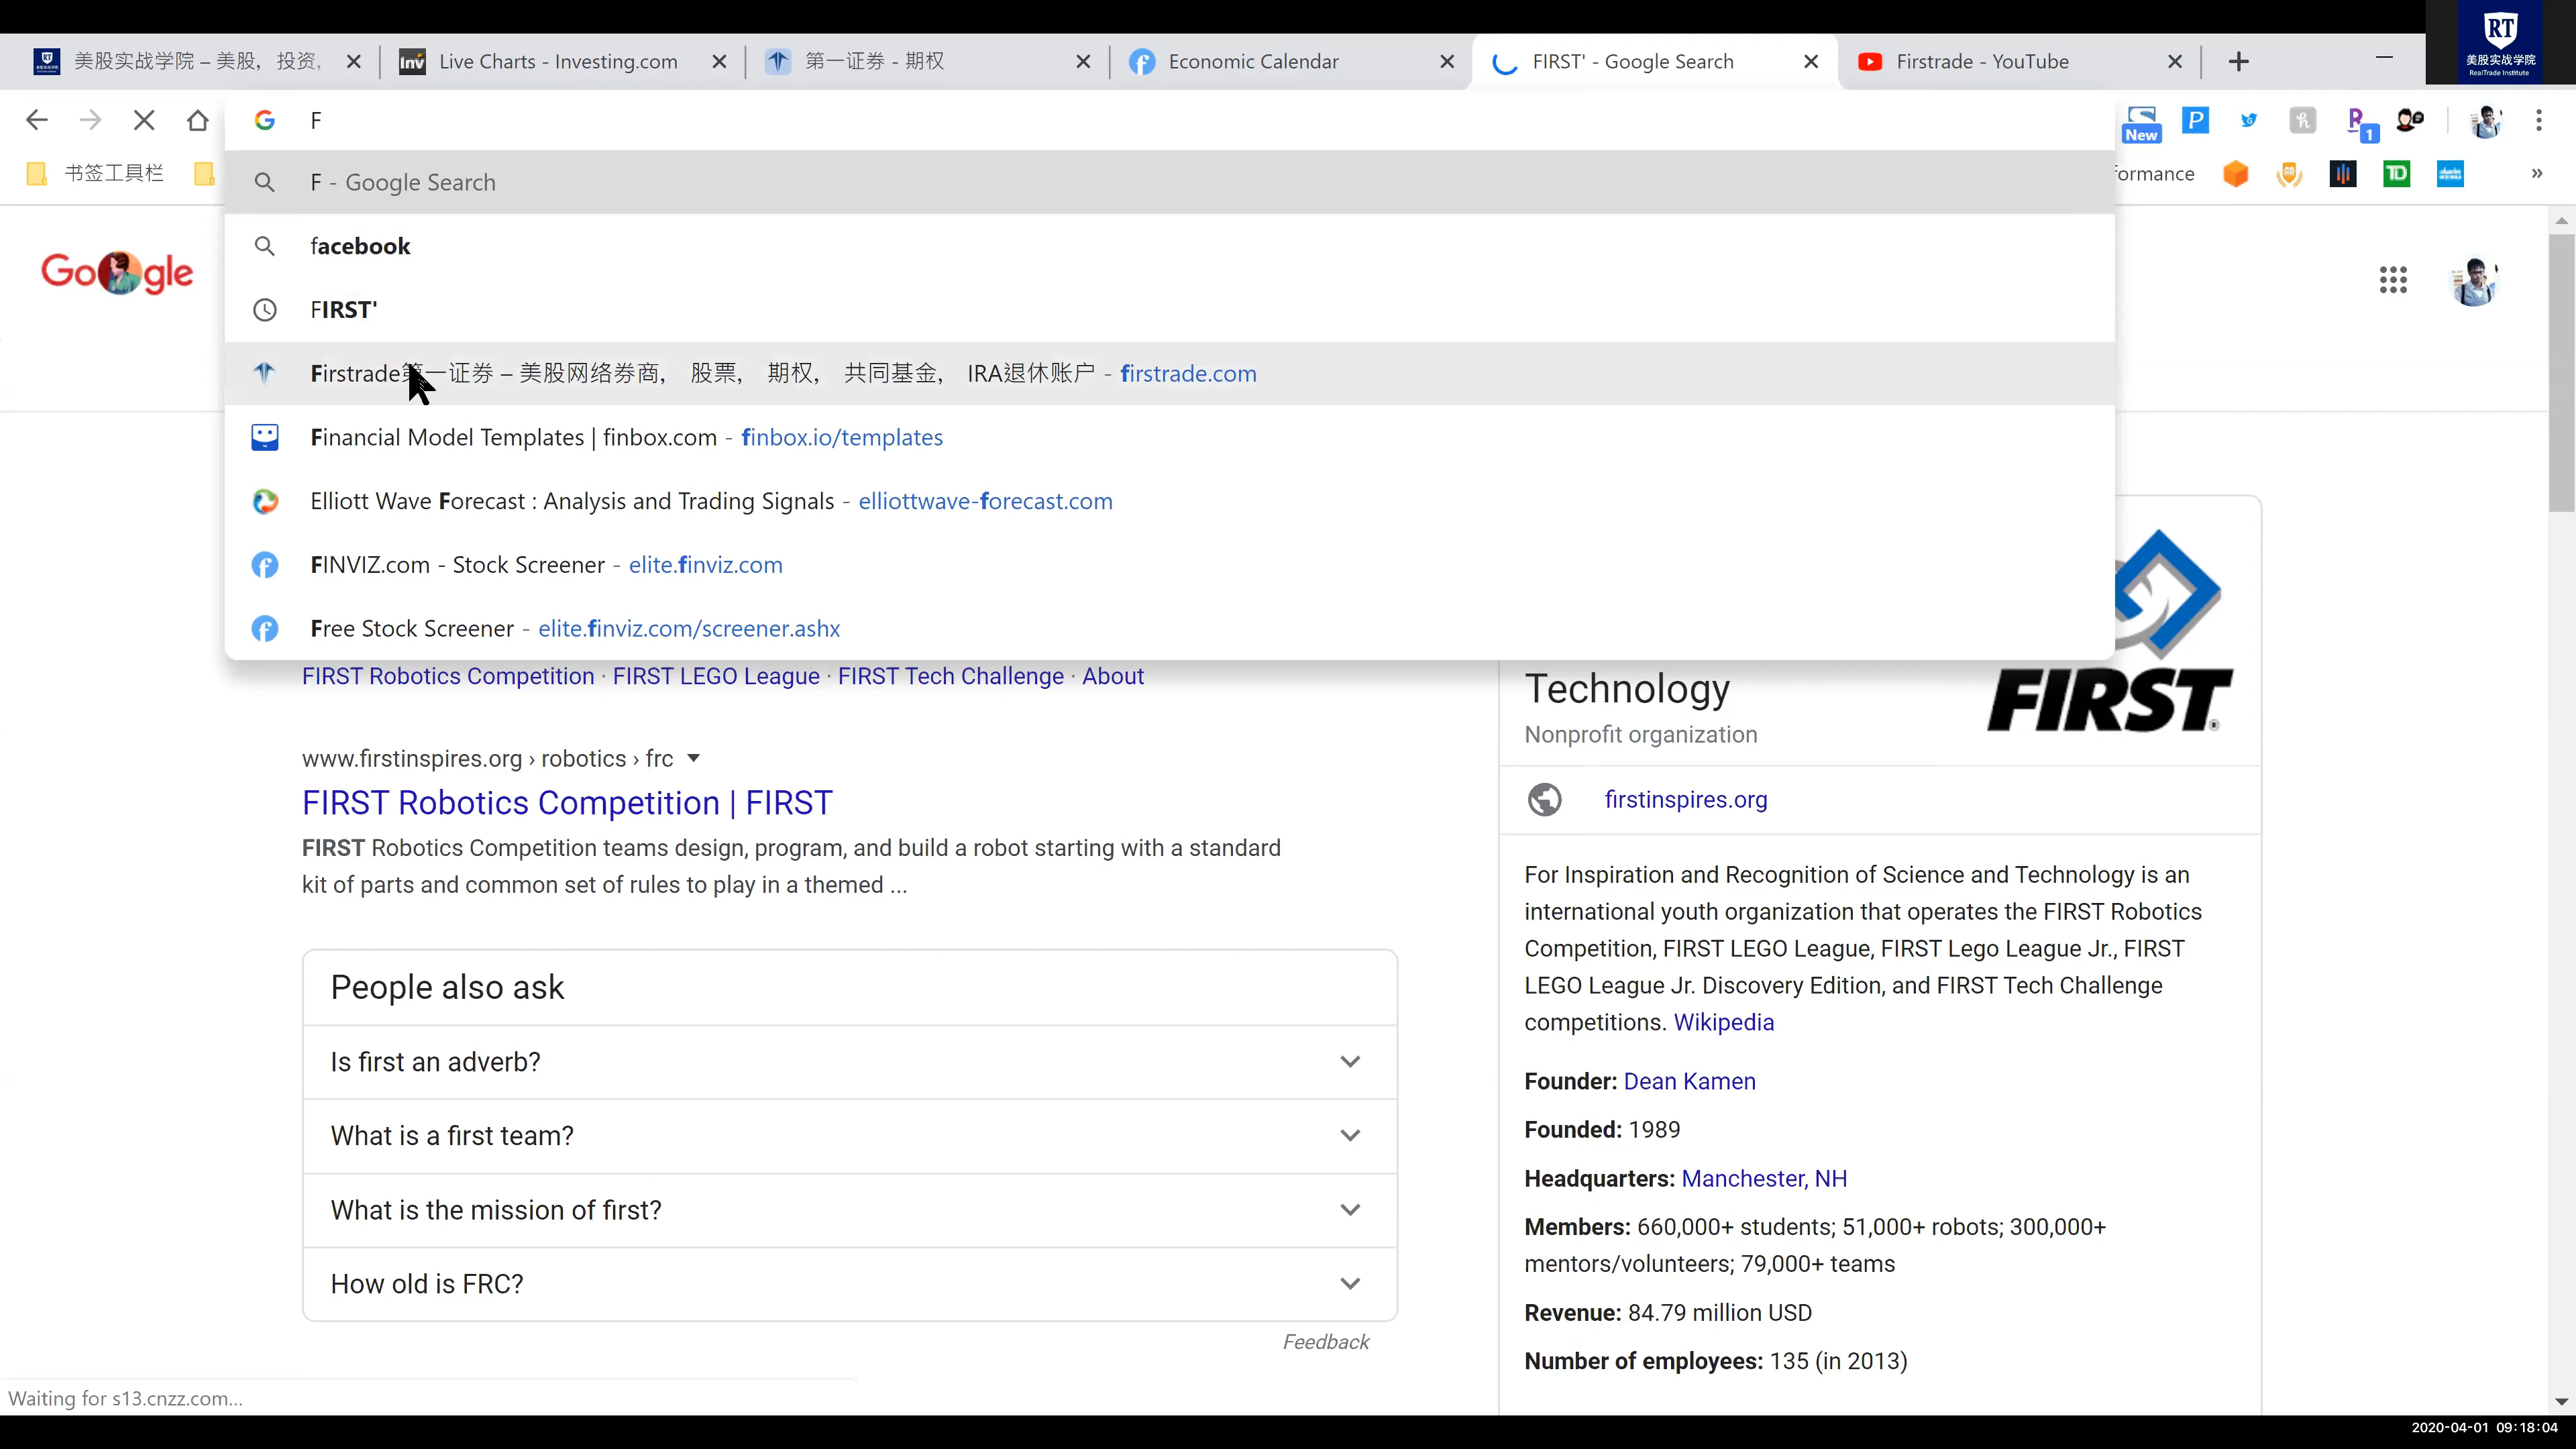 RT
美股实战学院
RealTrade Institute
美股实战学院 – 美股, 投资,
Inv Live Charts - Investing.com
第一证券 - 期权
Economic Calendar
FIRST' - Google Search
Firstrade - YouTube
F
New
P
h
R 1
书签工具栏
formance
TD
»
F - Google Search
facebook
FIRST'
Firstrade第一证券 – 美股网络券商, 股票, 期权, 共同基金, IRA退休账户 - firstrade.com
Financial Model Templates | finbox.com - finbox.io/templates
Elliott Wave Forecast : Analysis and Trading Signals - elliottwave-forecast.com
FINVIZ.com - Stock Screener - elite.finviz.com
Free Stock Screener - elite.finviz.com/screener.ashx
Google
FIRST Robotics Competition · FIRST LEGO League · FIRST Tech Challenge · About
www.firstinspires.org › robotics › frc
FIRST Robotics Competition | FIRST
FIRST Robotics Competition teams design, program, and build a robot starting with a standard
kit of parts and common set of rules to play in a themed ...
People also ask
Is first an adverb?
What is a first team?
What is the mission of first?
How old is FRC?
Feedback
FIRST
Technology
Nonprofit organization
firstinspires.org
For Inspiration and Recognition of Science and Technology is an
international youth organization that operates the FIRST Robotics
Competition, FIRST LEGO League, FIRST Lego League Jr., FIRST
LEGO League Jr. Discovery Edition, and FIRST Tech Challenge
competitions. Wikipedia
Founder: Dean Kamen
Founded: 1989
Headquarters: Manchester, NH
Members: 660,000+ students; 51,000+ robots; 300,000+
mentors/volunteers; 79,000+ teams
Revenue: 84.79 million USD
Number of employees: 135 (in 2013)
Waiting for s13.cnzz.com...
2020-04-01 09:18:04